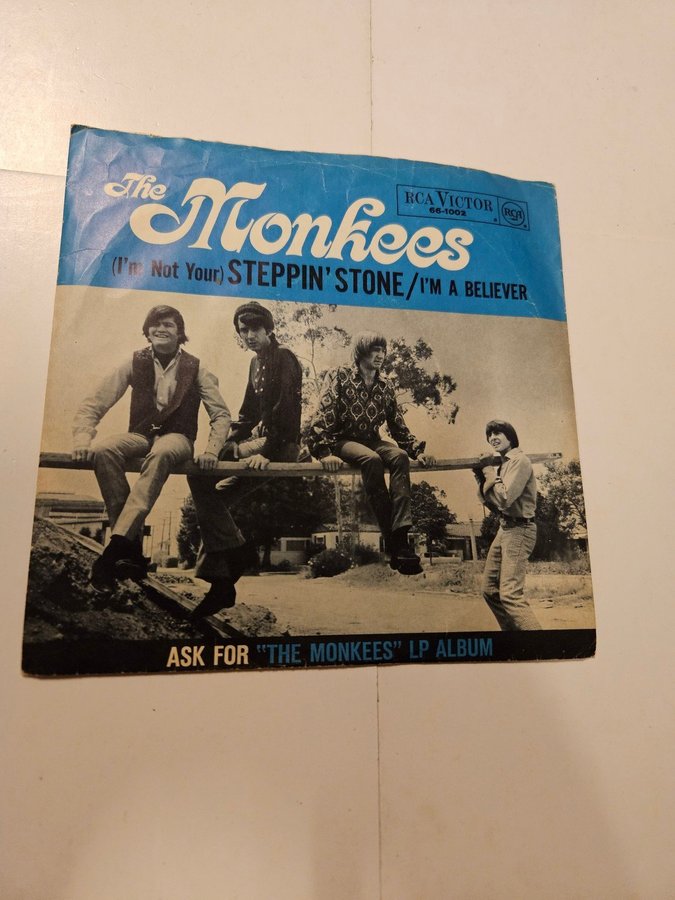 The Monkees
RCA VICTOR
66-1002
RCA
(I'm Not Your) STEPPIN' STONE/I'M A BELIEVER
ASK FOR "THE MONKEES" LP ALBUM